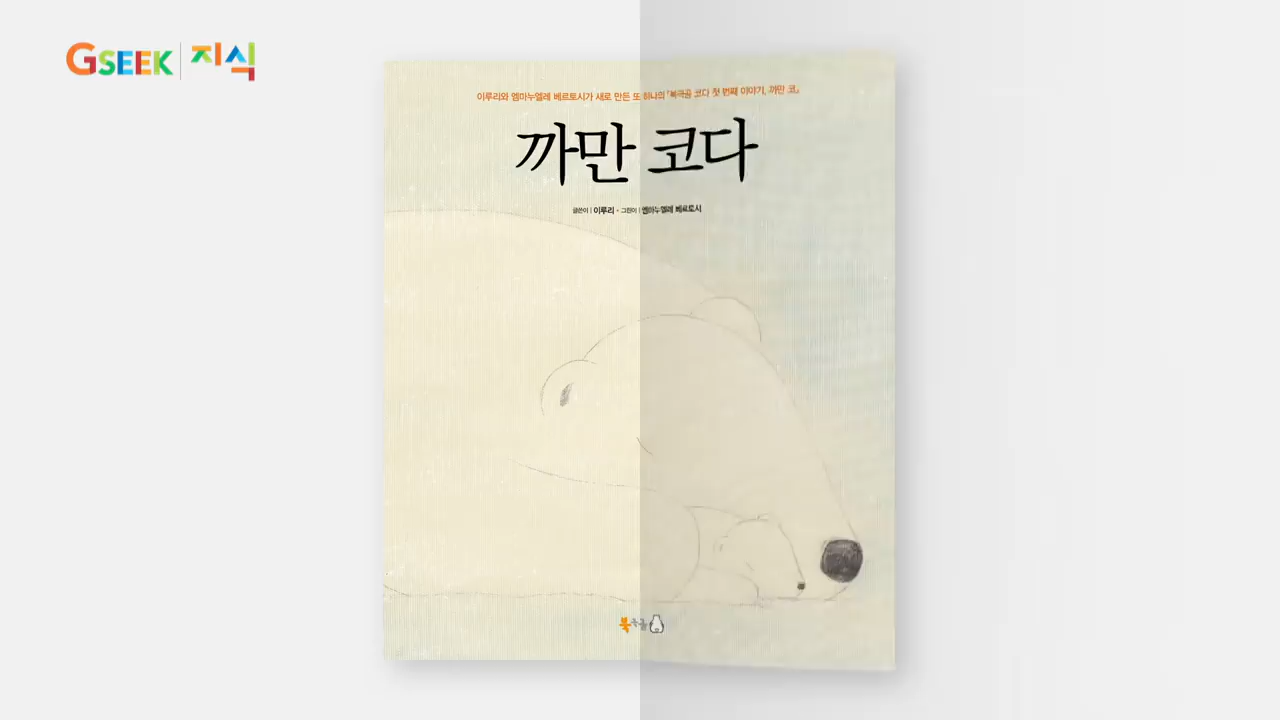 GSEEK | 지식
이루리와 엠마누엘레 베르토시가 새로 만든 또 하나의 「북극곰 코다 첫 번째 이야기, 까만 코」
까만 코다
글쓴이 | 이루리 · 그린이 | 엠마누엘레 베르토시
북극곰